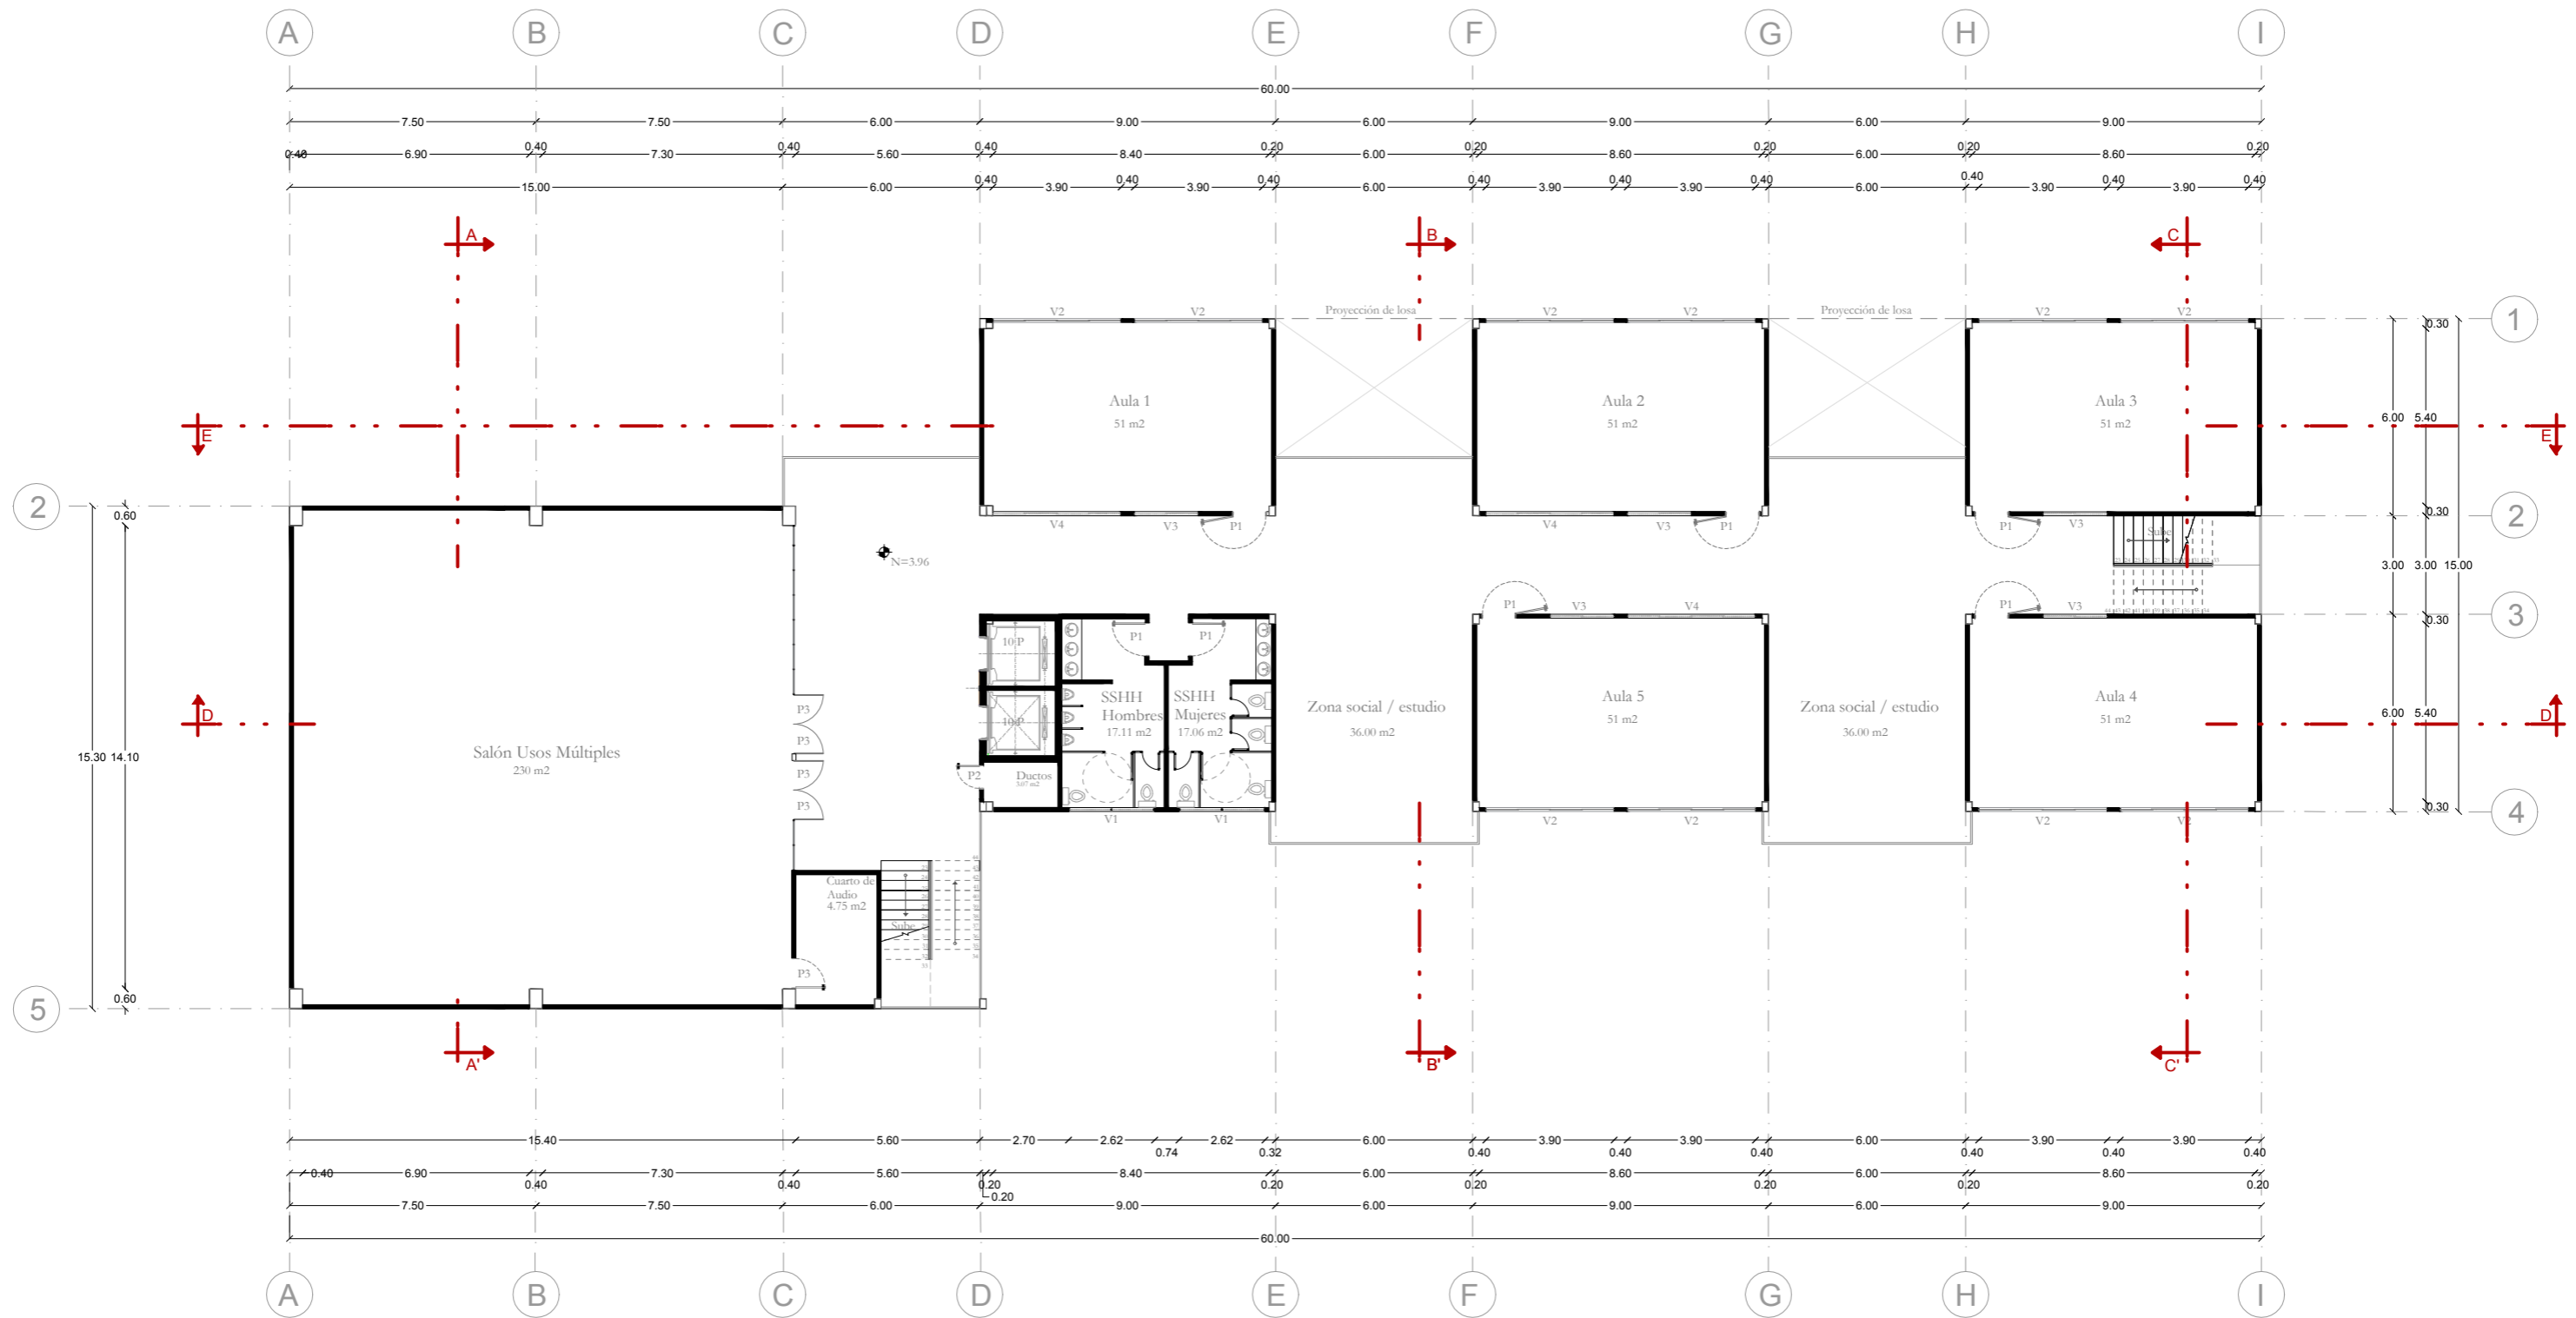 A B C D E F G H I
60.00
7.50 7.50 6.00 9.00 6.00 9.00 6.00 9.00
0.40 6.90 0.40 7.30 0.40 5.60 0.40 8.40 0.20 6.00 0.20 8.60 0.20 6.00 0.20 8.60 0.20
15.00 6.00 0.40 3.90 0.40 3.90 0.40 6.00 0.40 3.90 0.40 3.90 0.40 6.00 0.40 3.90 0.40 3.90 0.40
A B C
V2 V2 Proyección de losa V2 V2 Proyección de losa V2 V2
1
0.30
Aula 1
51 m2
Aula 2
51 m2
Aula 3
51 m2
6.00 5.40
E E
2
0.60
V4 V3 P1 V4 V3 P1 P1 V3
Sube
0.30
2
N=3.96
3.00 3.00 15.00
P1 V3 V4 P1 V3
0.30
3
10 P
P1 P1
10 P
SSHH
Hombres
17.11 m2
SSHH
Mujeres
17.06 m2
Zona social / estudio
36.00 m2
Aula 5
51 m2
Zona social / estudio
36.00 m2
Aula 4
51 m2
6.00 5.40
D D
P3
P3
P3
P3
Salón Usos Múltiples
230 m2
15.30 14.10
P2
Ductos
V1 V1 V2 V2 V2 V2
0.30
4
Cuarto de
Audio
4.75 m2
Sube
P3
0.60
5
A' B' C'
15.40 5.60 2.70 2.62 0.74 2.62 0.32 6.00 0.40 3.90 0.40 3.90 0.40 6.00 0.40 3.90 0.40 3.90 0.40
0.40 6.90 0.40 7.30 0.40 5.60 0.20 0.20 8.40 0.20 6.00 0.20 8.60 0.20 6.00 0.20 8.60 0.20
7.50 7.50 6.00 9.00 6.00 9.00 6.00 9.00
60.00
A B C D E F G H I